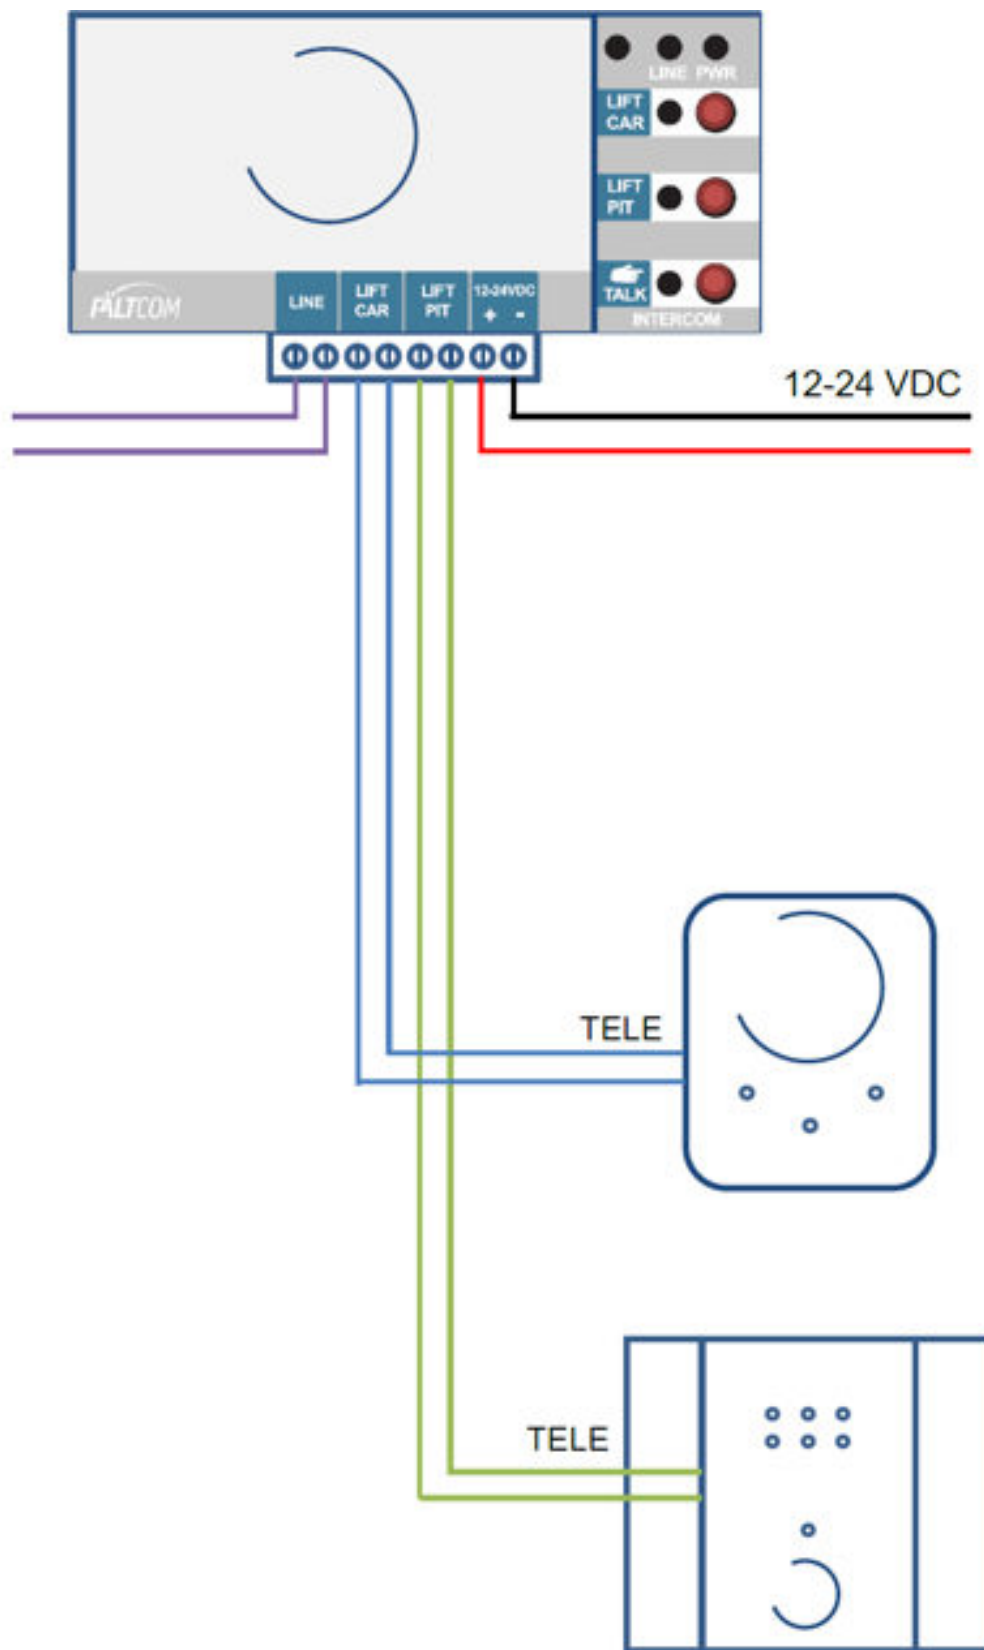 LINE PWR
LIFT
CAR
LIFT
PIT
TALK
INTERCOM
FÄLTCOM
LINE
LIFT
CAR
LIFT
PIT
12-24VDC
+ -
12-24 VDC
TELE
TELE